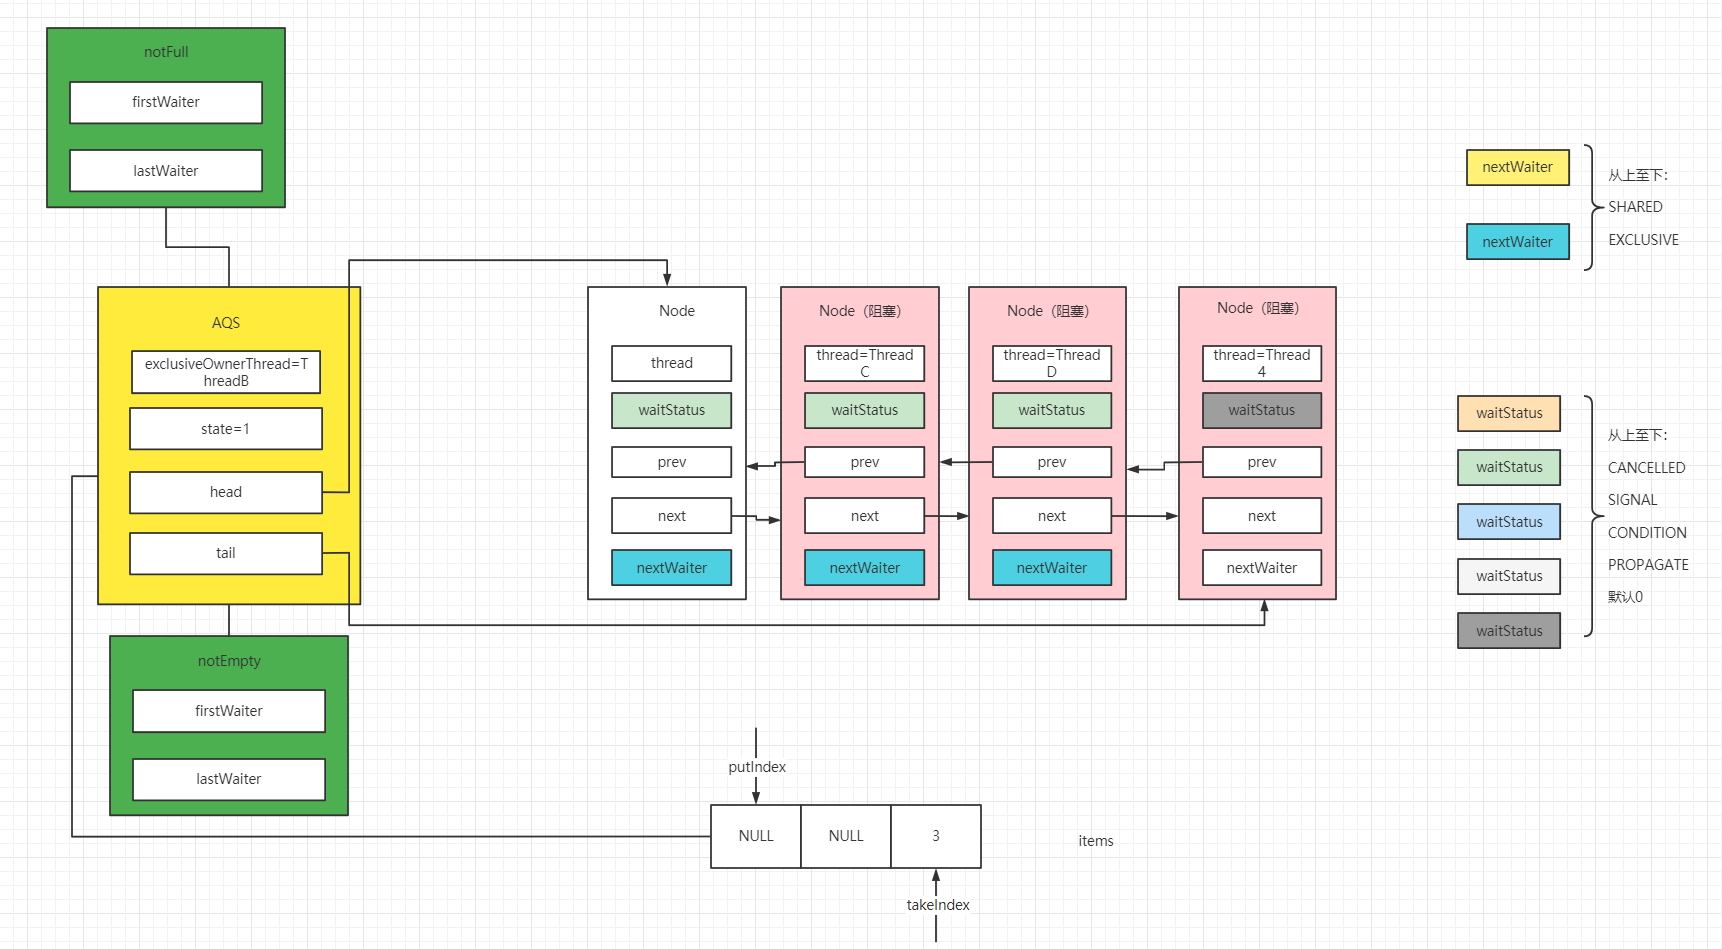 notFull
firstWaiter
lastWaiter
AQS
exclusiveOwnerThread=T
hreadB
state=1
head
tail
notEmpty
firstWaiter
lastWaiter
Node
thread
waitStatus
prev
next
nextWaiter
Node（阻塞）
thread=Thread
C
waitStatus
prev
next
nextWaiter
Node（阻塞）
thread=Thread
D
waitStatus
prev
next
nextWaiter
Node（阻塞）
thread=Thread
4
waitStatus
prev
next
nextWaiter
nextWaiter
nextWaiter
从上至下：
SHARED
EXCLUSIVE
waitStatus
waitStatus
waitStatus
waitStatus
waitStatus
从上至下：
CANCELLED
SIGNAL
CONDITION
PROPAGATE
默认0
putIndex
NULL
NULL
3
items
takeIndex